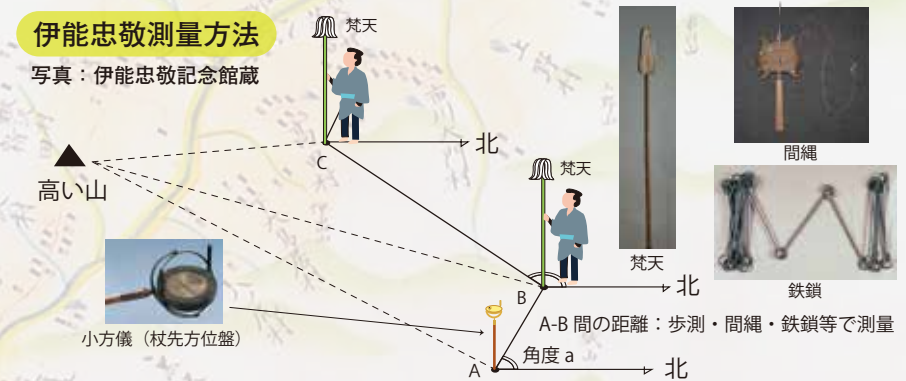 伊能忠敬測量方法
写真：伊能忠敬記念館蔵
梵天
北
C
高い山
梵天
北
B
小方儀（杖先方位盤）
A-B 間の距離：歩測・間縄・鉄鎖等で測量
角度 a
A
北
梵天
間縄
鉄鎖